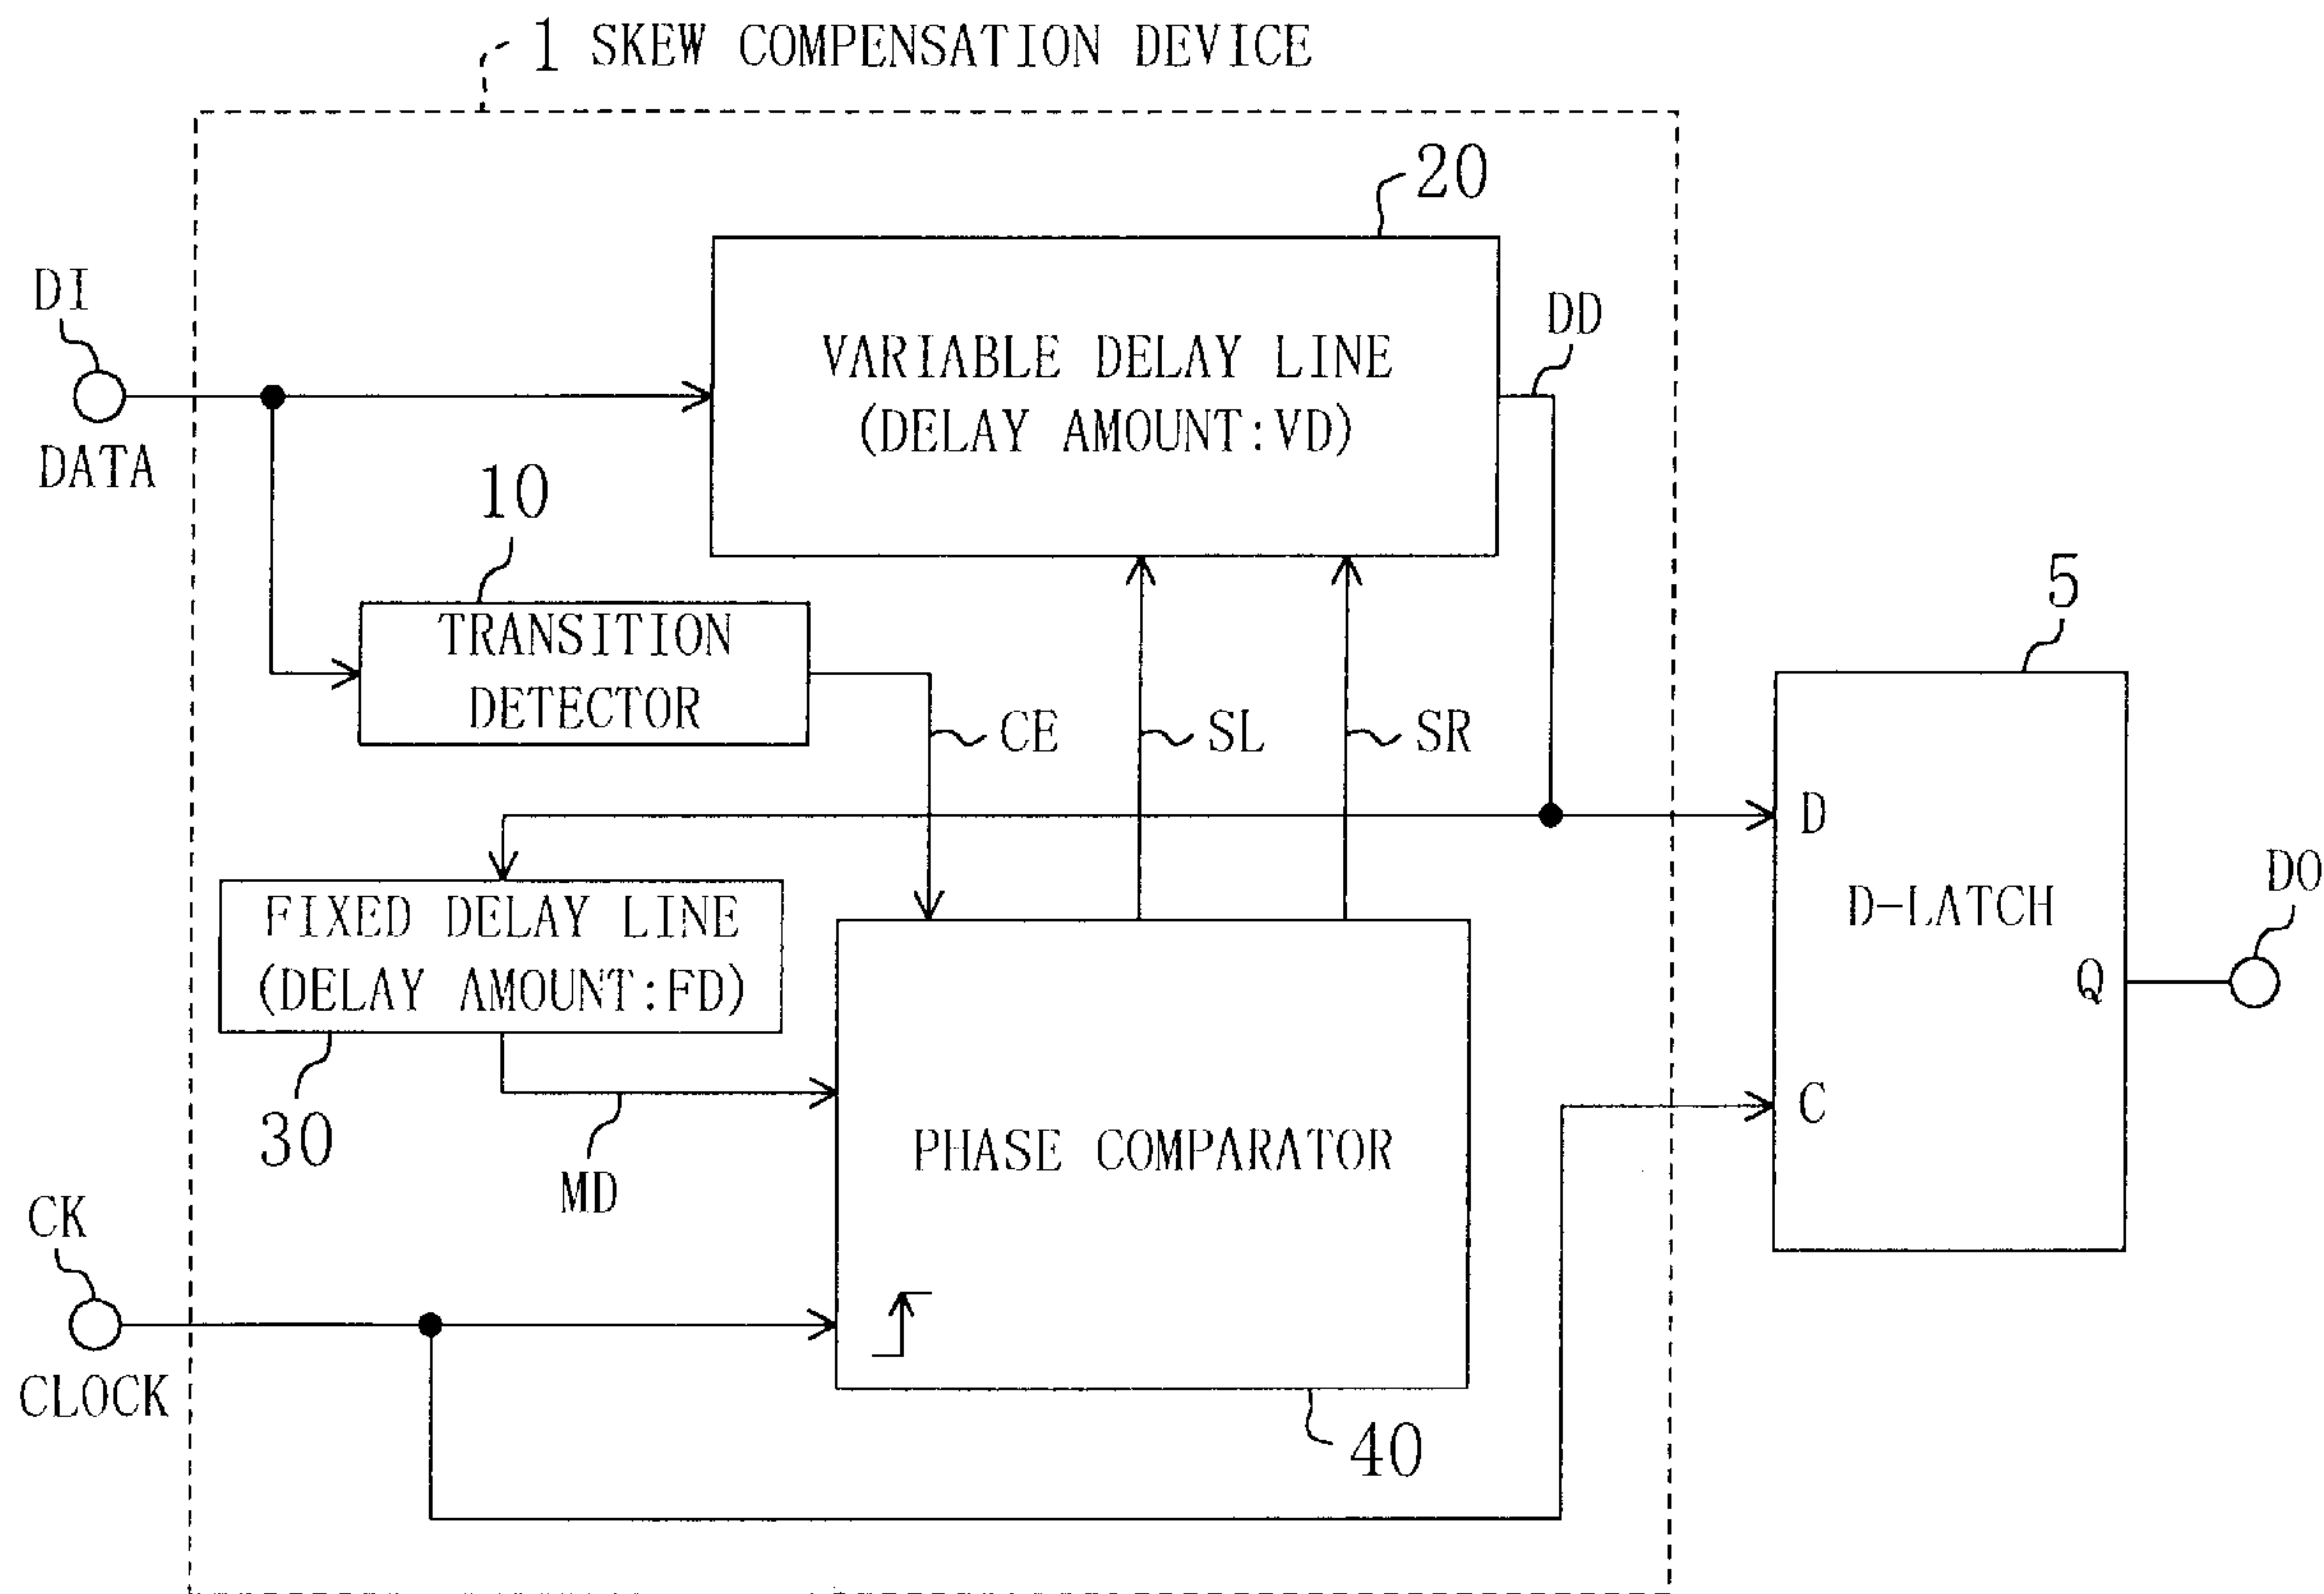 1 SKEW COMPENSATION DEVICE
20
DI
DD
VARIABLE DELAY LINE
(DELAY AMOUNT:VD)
DATA
10
5
TRANSITION
DETECTOR
CE
SL
SR
D
D-LATCH
DO
FIXED DELAY LINE
(DELAY AMOUNT:FD)
Q
C
30
PHASE COMPARATOR
MD
CK
CLOCK
40